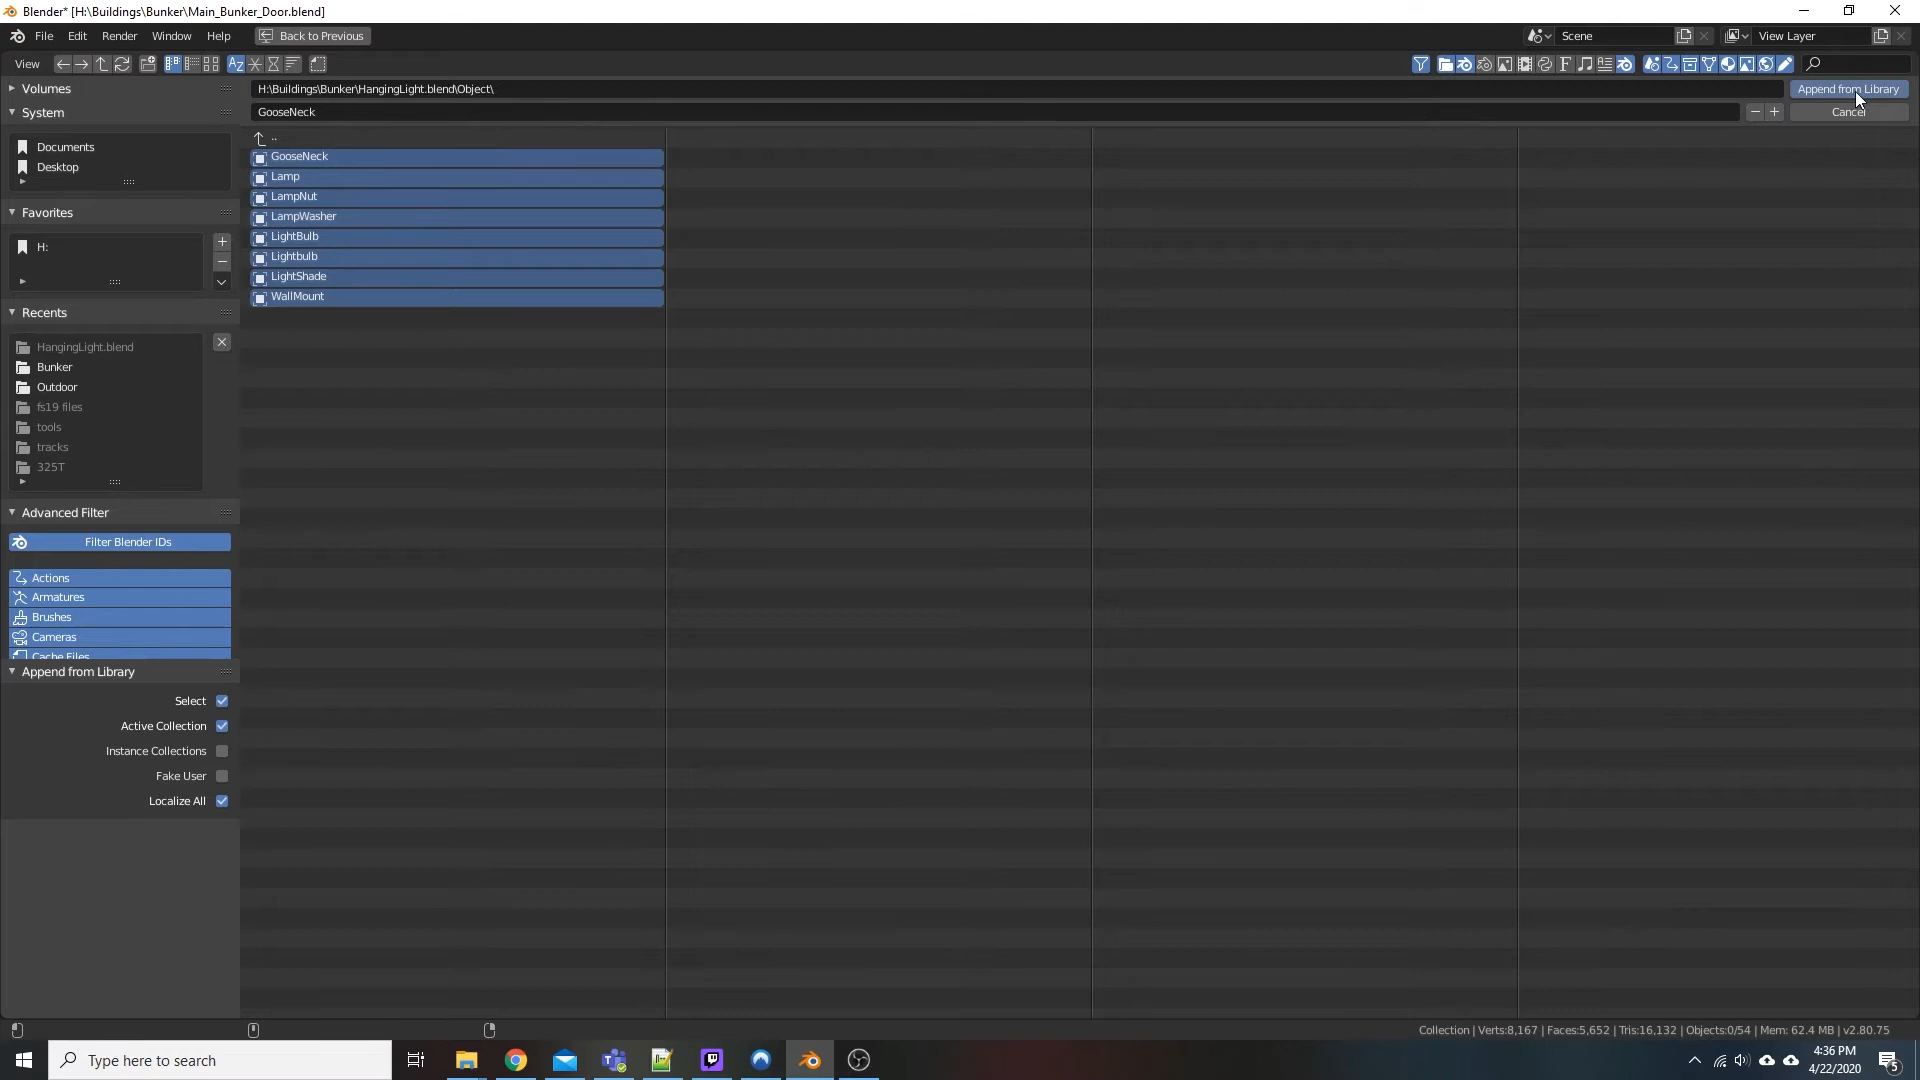 Blender* [H:\Buildings\Bunker\Main_Bunker_Door.blend]
File Edit Render Window Help Back to Previous Scene View Layer
View
Volumes H:\Buildings\Bunker\HangingLight.blend\Object\ Append from Library
System GooseNeck Cancel
..
Documents
Desktop
GooseNeck
Lamp
LampNut
LampWasher
LightBulb
Lightbulb
LightShade
WallMount
Favorites
H:
Recents
HangingLight.blend
Bunker
Outdoor
fs19 files
tools
tracks
325T
Advanced Filter
Filter Blender IDs
Actions
Armatures
Brushes
Cameras
Cache Files
Append from Library
Select
Active Collection
Instance Collections
Fake User
Localize All
Collection | Verts:8,167 | Faces:5,652 | Tris:16,132 | Objects:0/54 | Mem: 62.4 MB | v2.80.75
Type here to search
4:36 PM
4/22/2020
5